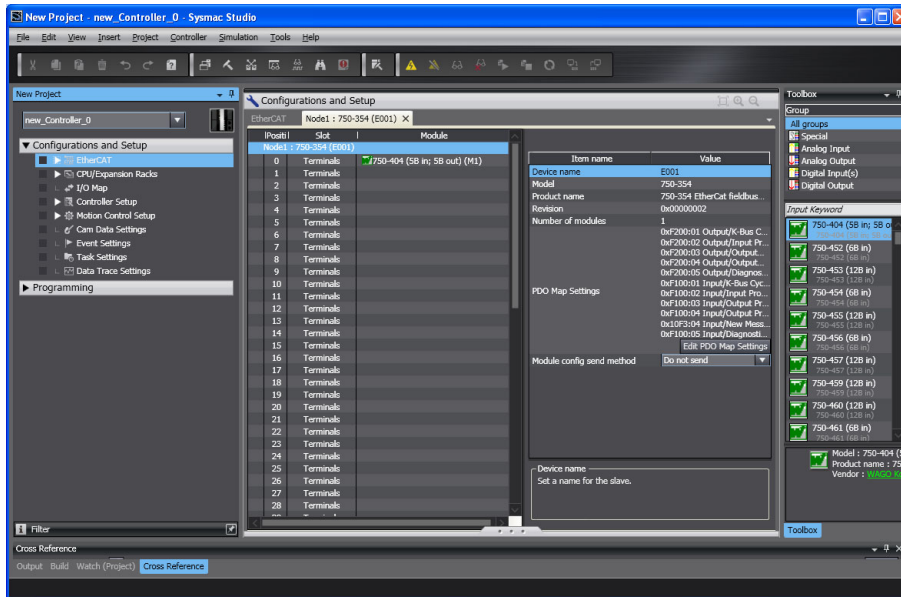 New Project - new_Controller_0 - Sysmac Studio
File Edit View Insert Project Controller Simulation Tools Help
New Project
new_Controller_0
Configurations and Setup
EtherCAT
CPU/Expansion Racks
I/O Map
Controller Setup
Motion Control Setup
Cam Data Settings
Event Settings
Task Settings
Data Trace Settings
Programming
Filter
Configurations and Setup
EtherCAT Node1 : 750-354 (E001)
|Positi| Slot | Module
Node1 : 750-354 (E001)
0 Terminals 750-404 (5B in; 5B out) (M1)
1 Terminals
2 Terminals
3 Terminals
4 Terminals
5 Terminals
6 Terminals
7 Terminals
8 Terminals
9 Terminals
10 Terminals
11 Terminals
12 Terminals
13 Terminals
14 Terminals
15 Terminals
16 Terminals
17 Terminals
18 Terminals
19 Terminals
20 Terminals
21 Terminals
22 Terminals
23 Terminals
24 Terminals
25 Terminals
26 Terminals
27 Terminals
28 Terminals
Item name Value
Device name E001
Model 750-354
Product name 750-354 EtherCat fieldbus...
Revision 0x00000002
Number of modules 1
PDO Map Settings
0xF200:01 Output/K-Bus C...
0xF200:02 Output/Input Pr...
0xF200:03 Output/Output...
0xF200:04 Output/Output...
0xF200:05 Output/Diagnos...
0xF100:01 Input/K-Bus Cyc...
0xF100:02 Input/Input Pro...
0xF100:03 Input/Output Pr...
0xF100:04 Input/Output Pr...
0x10F3:04 Input/New Mess...
0xF100:05 Input/Diagnosti...
Edit PDO Map Settings
Module config send method Do not send
Device name
Set a name for the slave.
Toolbox
Group
All groups
Special
Analog Input
Analog Output
Digital Input(s)
Digital Output
Input Keyword
750-404 (5B in; 5B ou
750-452 (6B in)
750-452 (6B in)
750-453 (12B in)
750-453 (12B in)
750-454 (6B in)
750-454 (6B in)
750-455 (12B in)
750-455 (12B in)
750-456 (6B in)
750-456 (6B in)
750-457 (12B in)
750-457 (12B in)
750-459 (12B in)
750-459 (12B in)
750-460 (12B in)
750-460 (12B in)
750-461 (6B in)
750-461 (6B in)
Model : 750-404 (5
Product name : 75
Vendor : WAGO Ko
Toolbox
Cross Reference
Output Build Watch (Project) Cross Reference